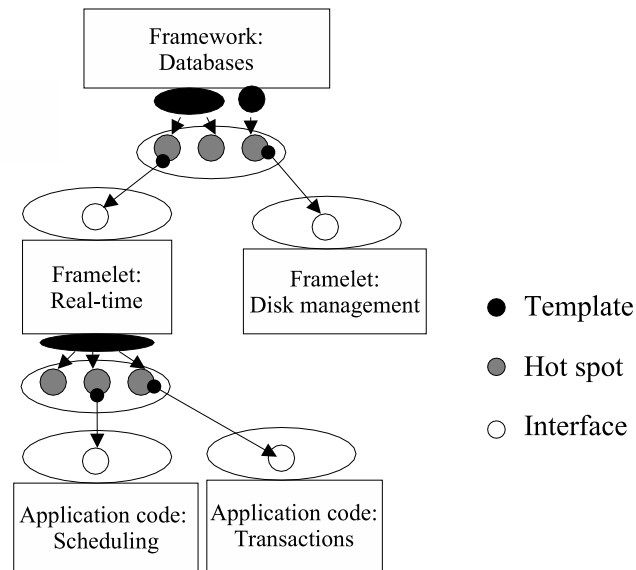 Framework:
Databases
Framelet:
Real-time
Framelet:
Disk management
Template
Hot spot
Interface
Application code:
Scheduling
Application code:
Transactions